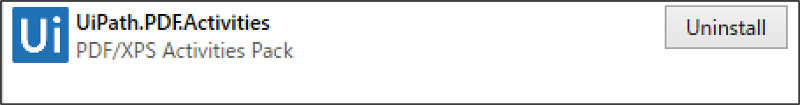 Ui
UiPath.PDF.Activities
PDF/XPS Activities Pack
Uninstall